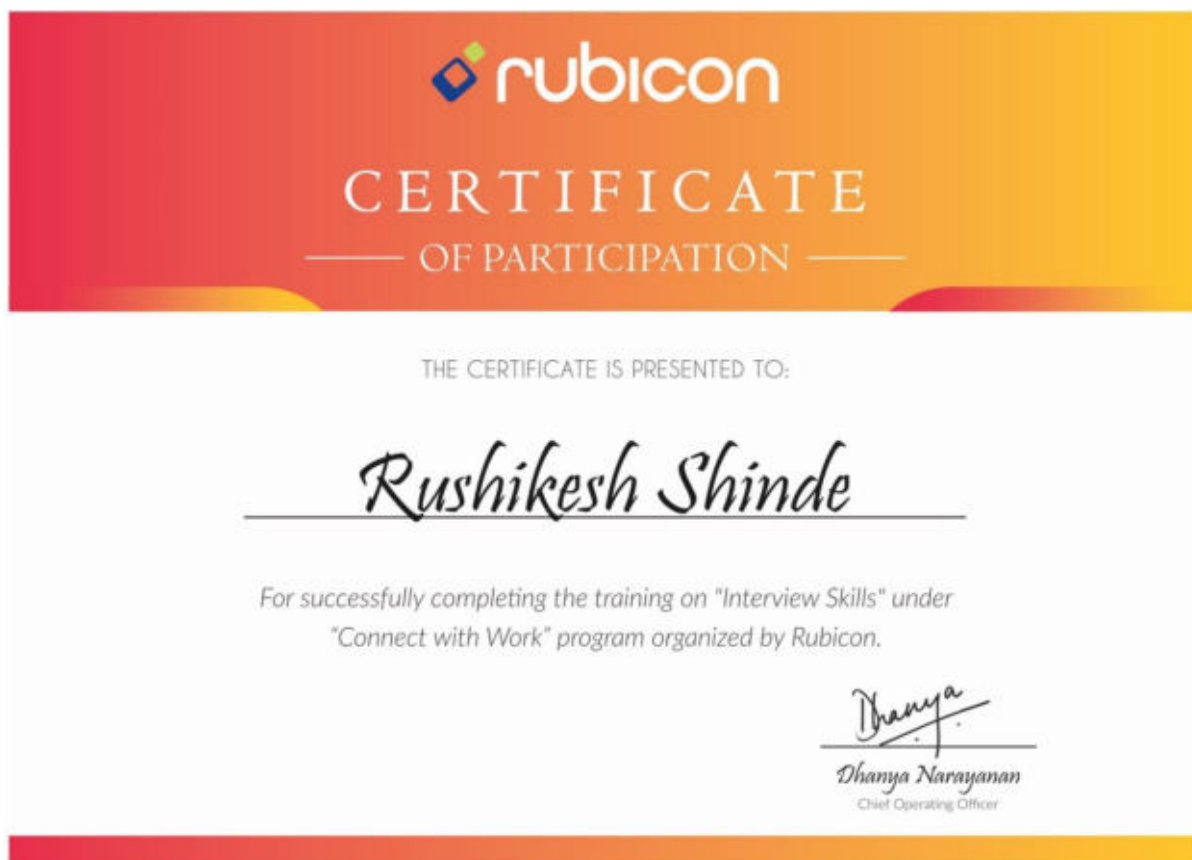 rubicon
CERTIFICATE
OF PARTICIPATION
THE CERTIFICATE IS PRESENTED TO:
Rushikesh Shinde
For successfully completing the training on "Interview Skills" under
"Connect with Work" program organized by Rubicon.
Dhanya
Dhanya Narayanan
Chief Operating Officer